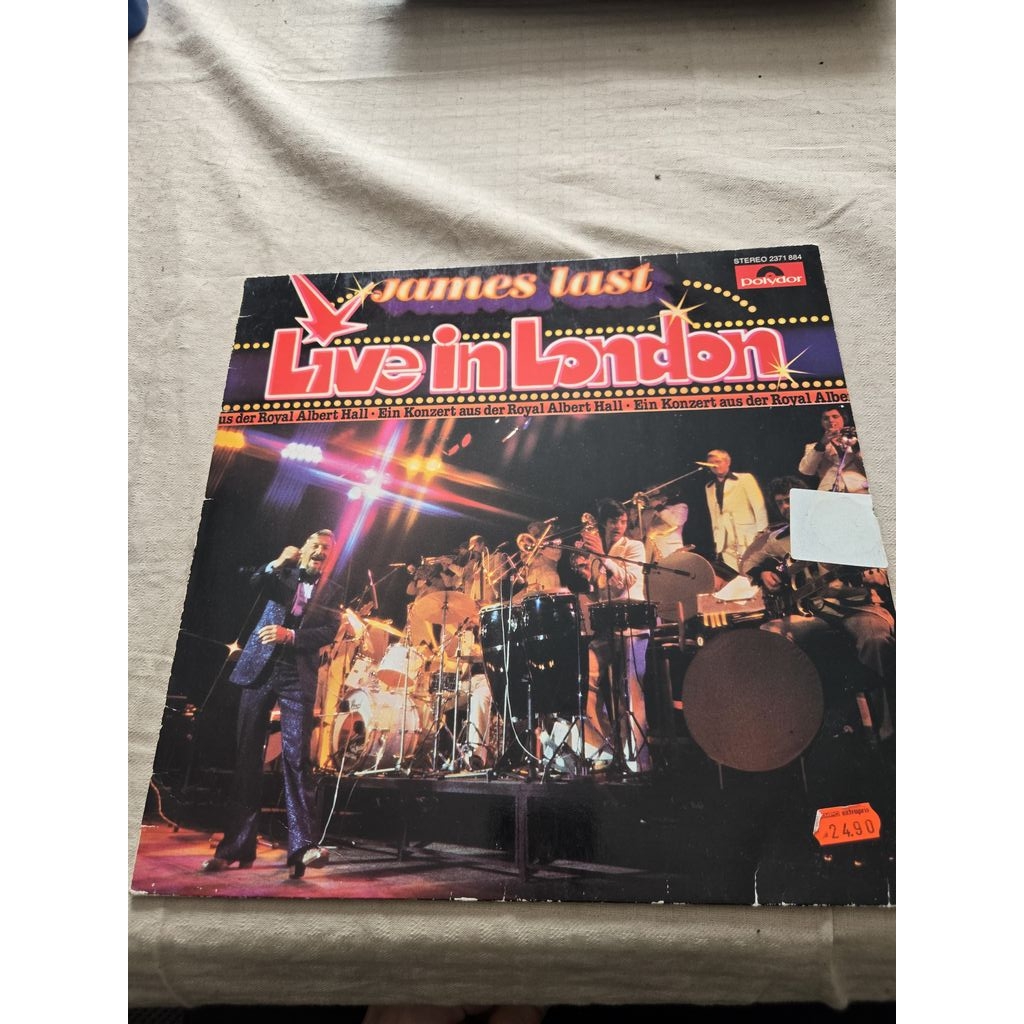 STEREO 2371 884
polydor
james last
Live in London
us der Royal Albert Hall · Ein Konzert aus der Royal Albert Hall · Ein Konzert aus der Royal Albe
24.90